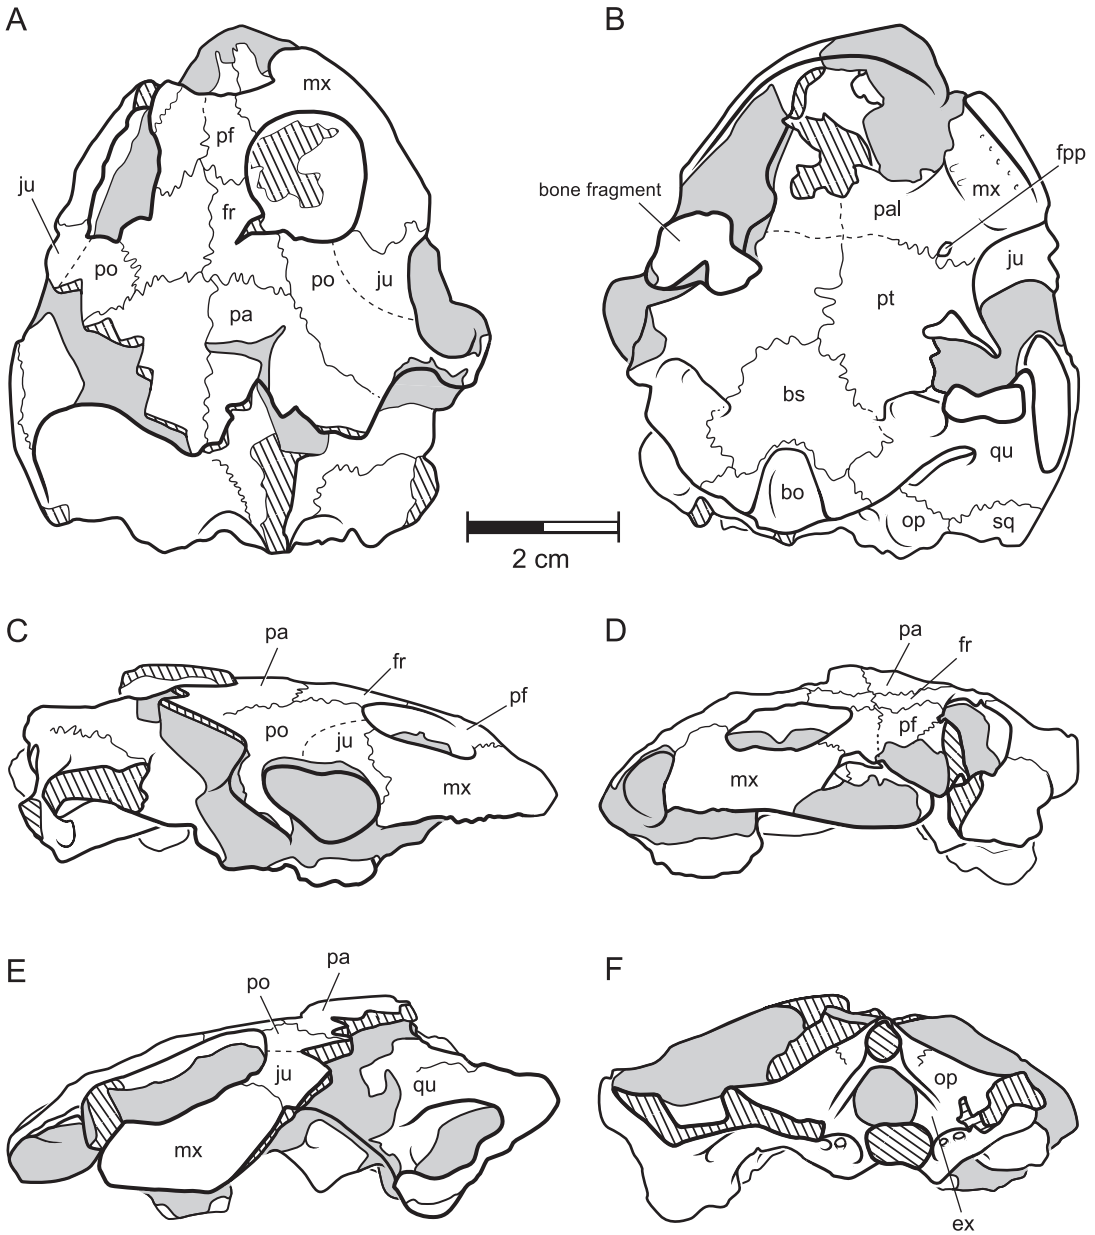 A
B
mx
pf
fpp
ju
mx
bone fragment
fr
pal
po
po
ju
ju
pt
pa
bs
qu
bo
op
sq
2 cm
C
D
pa
pa
fr
fr
pf
pf
po
ju
mx
mx
E
F
pa
po
ju
qu
op
mx
ex